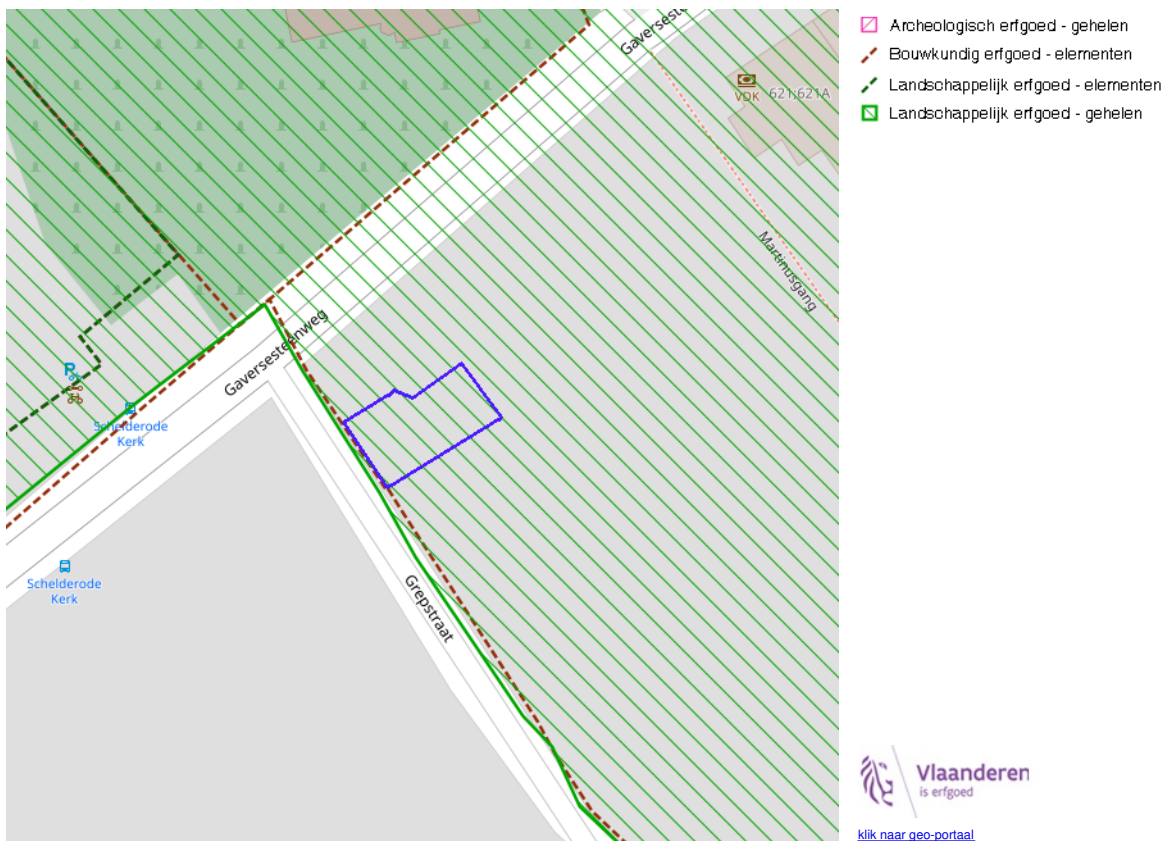 Gaverseste
VDK
621;621A
Martinusgang
Gaversesteenweg
P
Schelderode
Kerk
Schelderode
Kerk
Grepstraat
Archeologisch erfgoed - gehelen
Bouwkundig erfgoed - elementen
Landschappelijk erfgoed - elementen
Landschappelijk erfgoed - gehelen
Vlaanderen
is erfgoed
klik naar geo-portaal